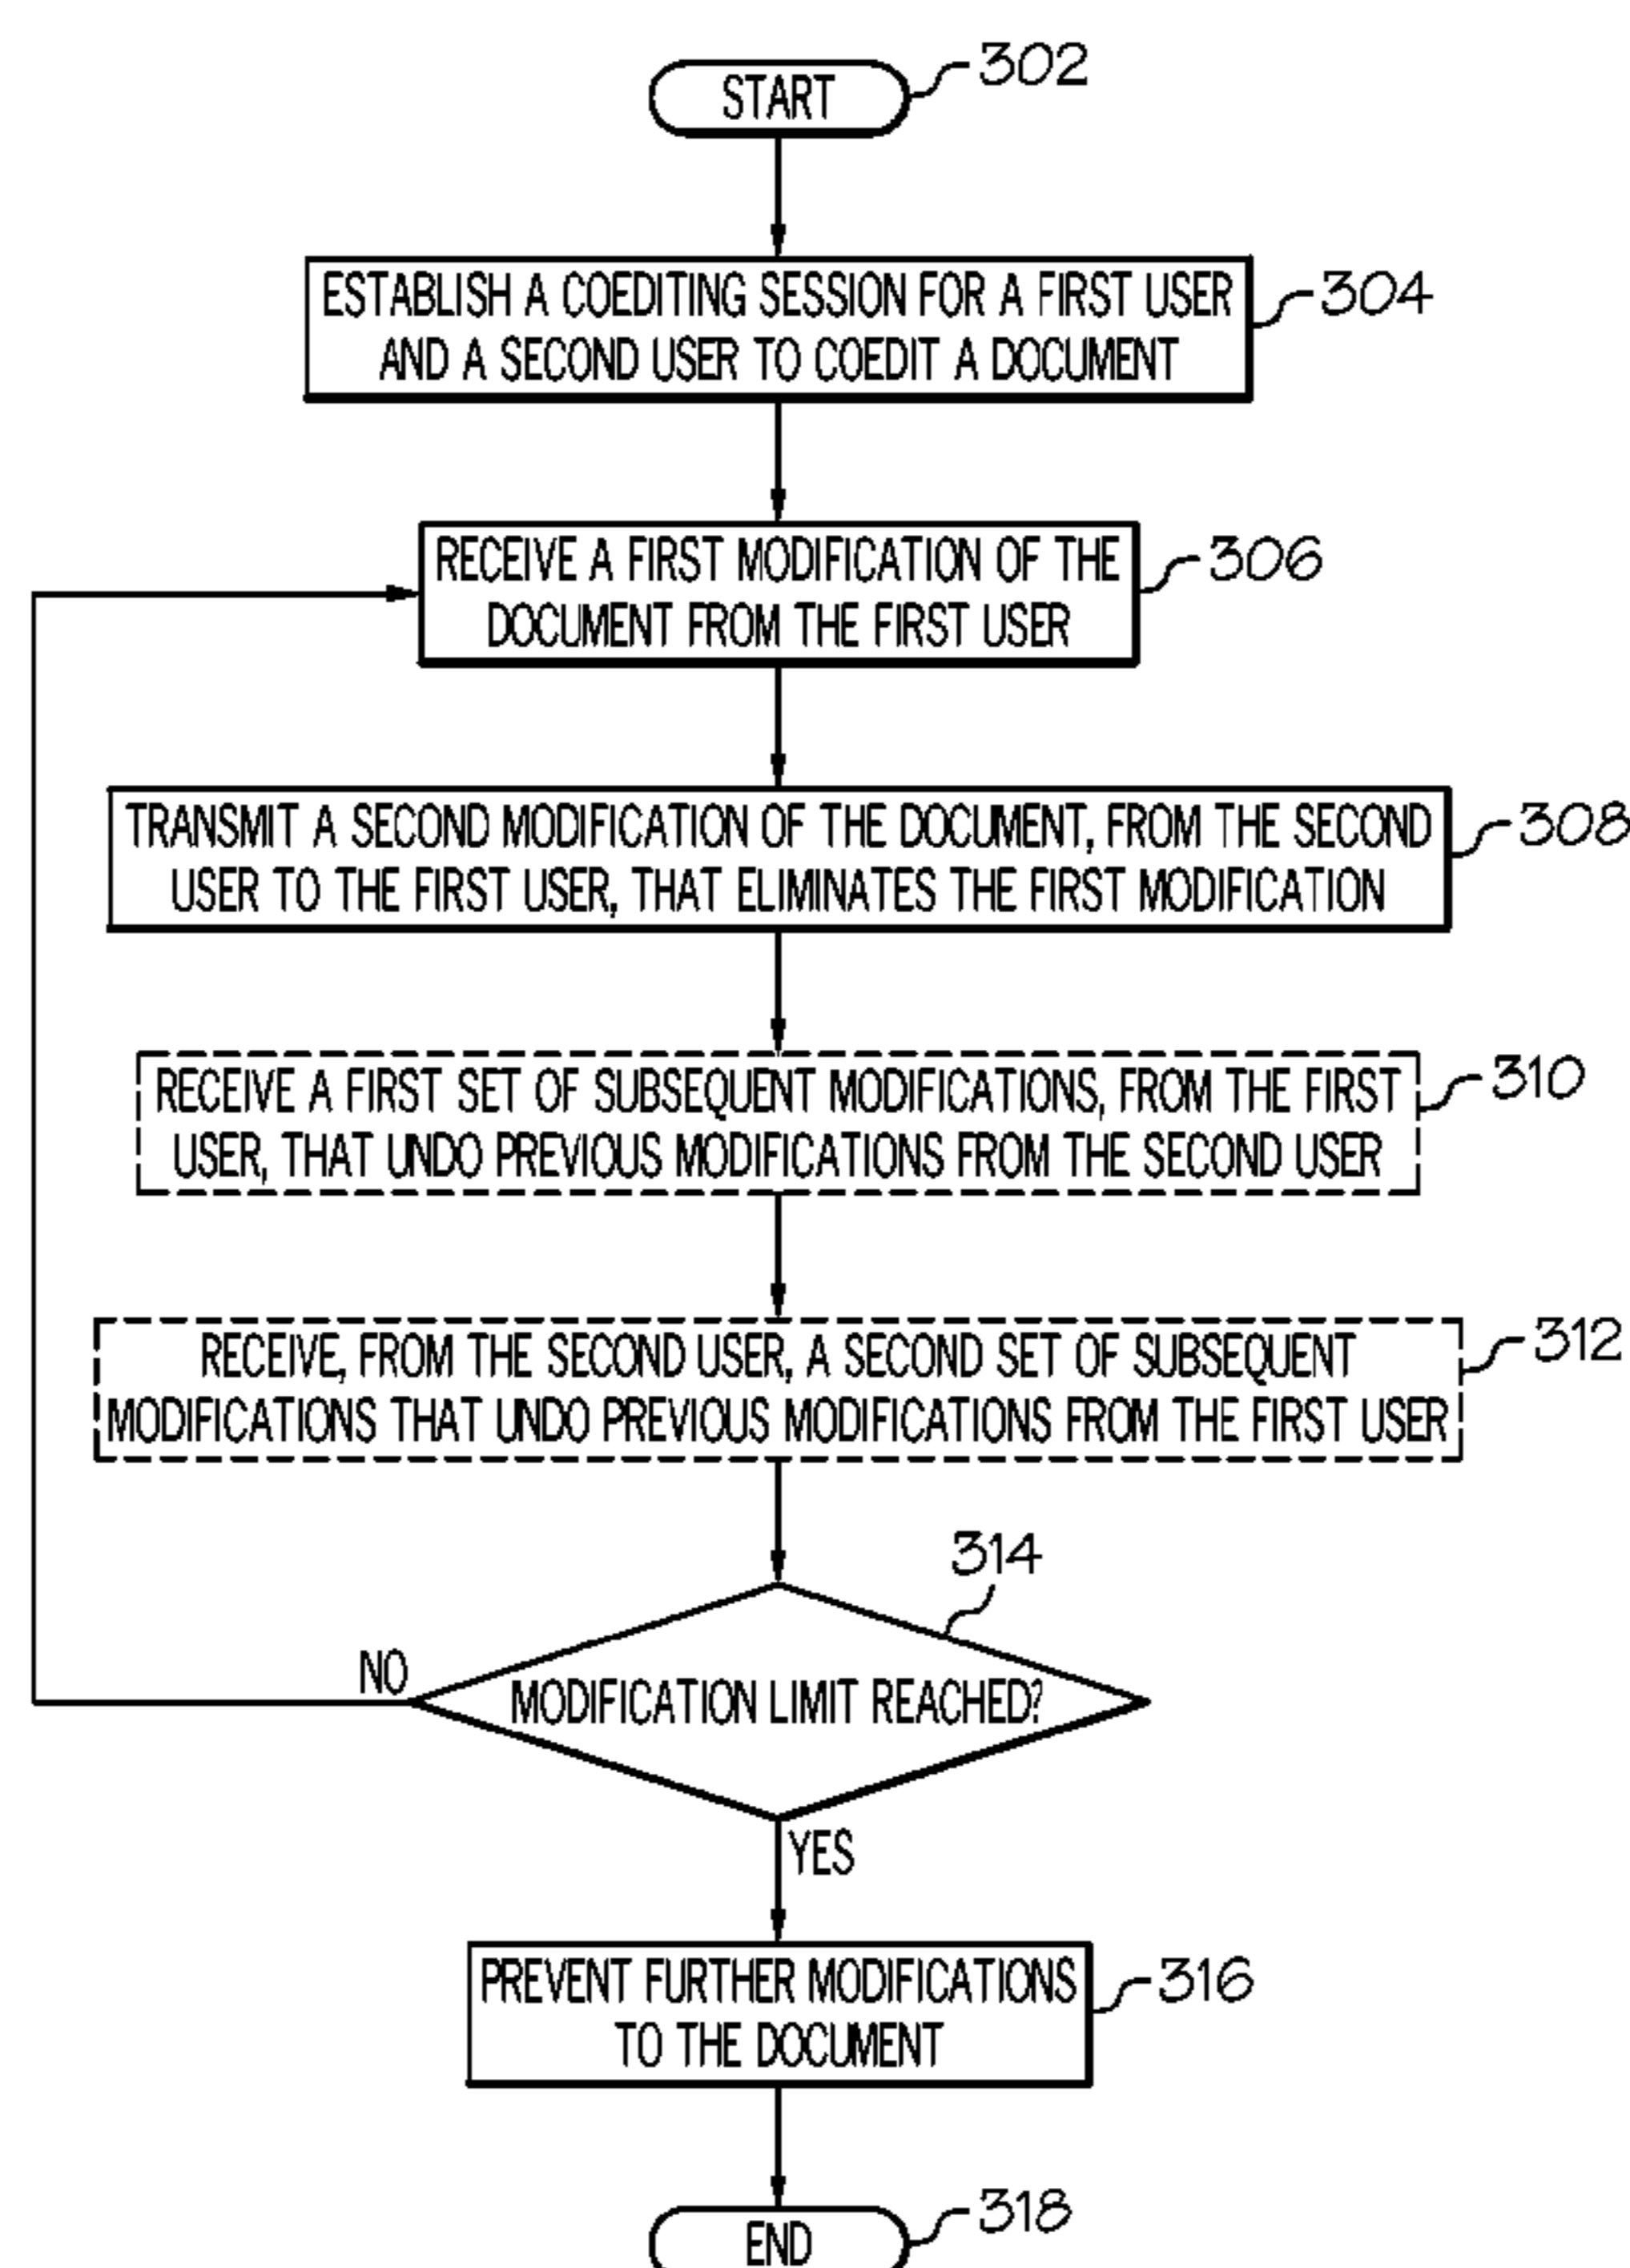 START
302
ESTABLISH A COEDITING SESSION FOR A FIRST USER
AND A SECOND USER TO COEDIT A DOCUMENT
304
RECEIVE A FIRST MODIFICATION OF THE
DOCUMENT FROM THE FIRST USER
306
TRANSMIT A SECOND MODIFICATION OF THE DOCUMENT, FROM THE SECOND
USER TO THE FIRST USER, THAT ELIMINATES THE FIRST MODIFICATION
308
RECEIVE A FIRST SET OF SUBSEQUENT MODIFICATIONS, FROM THE FIRST
USER, THAT UNDO PREVIOUS MODIFICATIONS FROM THE SECOND USER
310
RECEIVE, FROM THE SECOND USER, A SECOND SET OF SUBSEQUENT
MODIFICATIONS THAT UNDO PREVIOUS MODIFICATIONS FROM THE FIRST USER
312
314
NO
MODIFICATION LIMIT REACHED?
YES
PREVENT FURTHER MODIFICATIONS
TO THE DOCUMENT
316
END
318